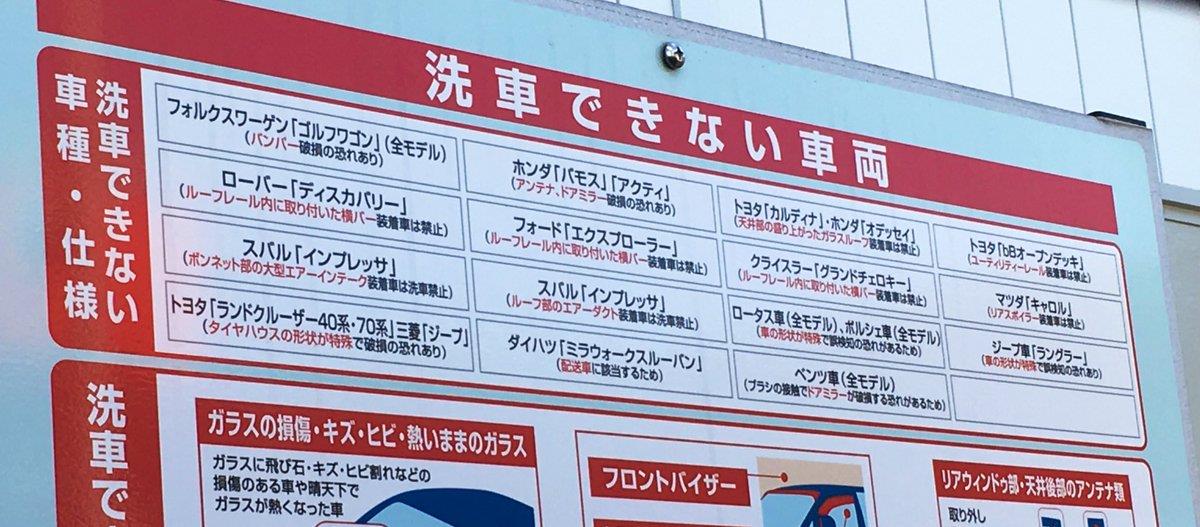 洗車できない車両
洗車できない
車種・仕様
フォルクスワーゲン「ゴルフワゴン」(全モデル)
(バンパー破損の恐れあり)
ローバー「ディスカバリー」
(ルーフレール内に取り付いた横バー装着車は禁止)
スバル「インプレッサ」
(ボンネット部の大型エアーインテーク装着車は洗車禁止)
トヨタ「ランドクルーザー40系・70系」三菱「ジープ」
(タイヤハウスの形状が特殊で破損の恐れあり)
ホンダ「バモス」「アクティ」
(アンテナ、ドアミラー破損の恐れあり)
フォード「エクスプローラー」
(ルーフレール内に取り付いた横バー装着車は禁止)
スバル「インプレッサ」
(ルーフ部のエアーダクト装着車は洗車禁止)
ダイハツ「ミラウォークスルーバン」
(配送車に該当するため)
トヨタ「カルディナ」・ホンダ「オデッセイ」
(天井部の盛り上がったガラスルーフ装着車は禁止)
クライスラー「グランドチェロキー」
(ルーフレール内に取り付いた横バー装着車は禁止)
ロータス車(全モデル)、ポルシェ車(全モデル)
(車の形状が特殊で誤検知の恐れがあるため)
ベンツ車(全モデル)
(ブラシの接触でドアミラーが破損する恐れがあるため)
トヨタ「bBオープンデッキ」
(ユーティリティーレール装着車は禁止)
マツダ「キャロル」
(リアスポイラー装着車は禁止)
ジープ車「ラングラー」
(車の形状が特殊で誤検知の恐れあり)
洗車で
ガラスの損傷・キズ・ヒビ・熱いままのガラス
ガラスに飛び石・キズ・ヒビ割れなどの
損傷のある車や晴天下で
ガラスが熱くなった車
フロントバイザー
リアウィンドゥ部・天井後部のアンテナ類
取り外し